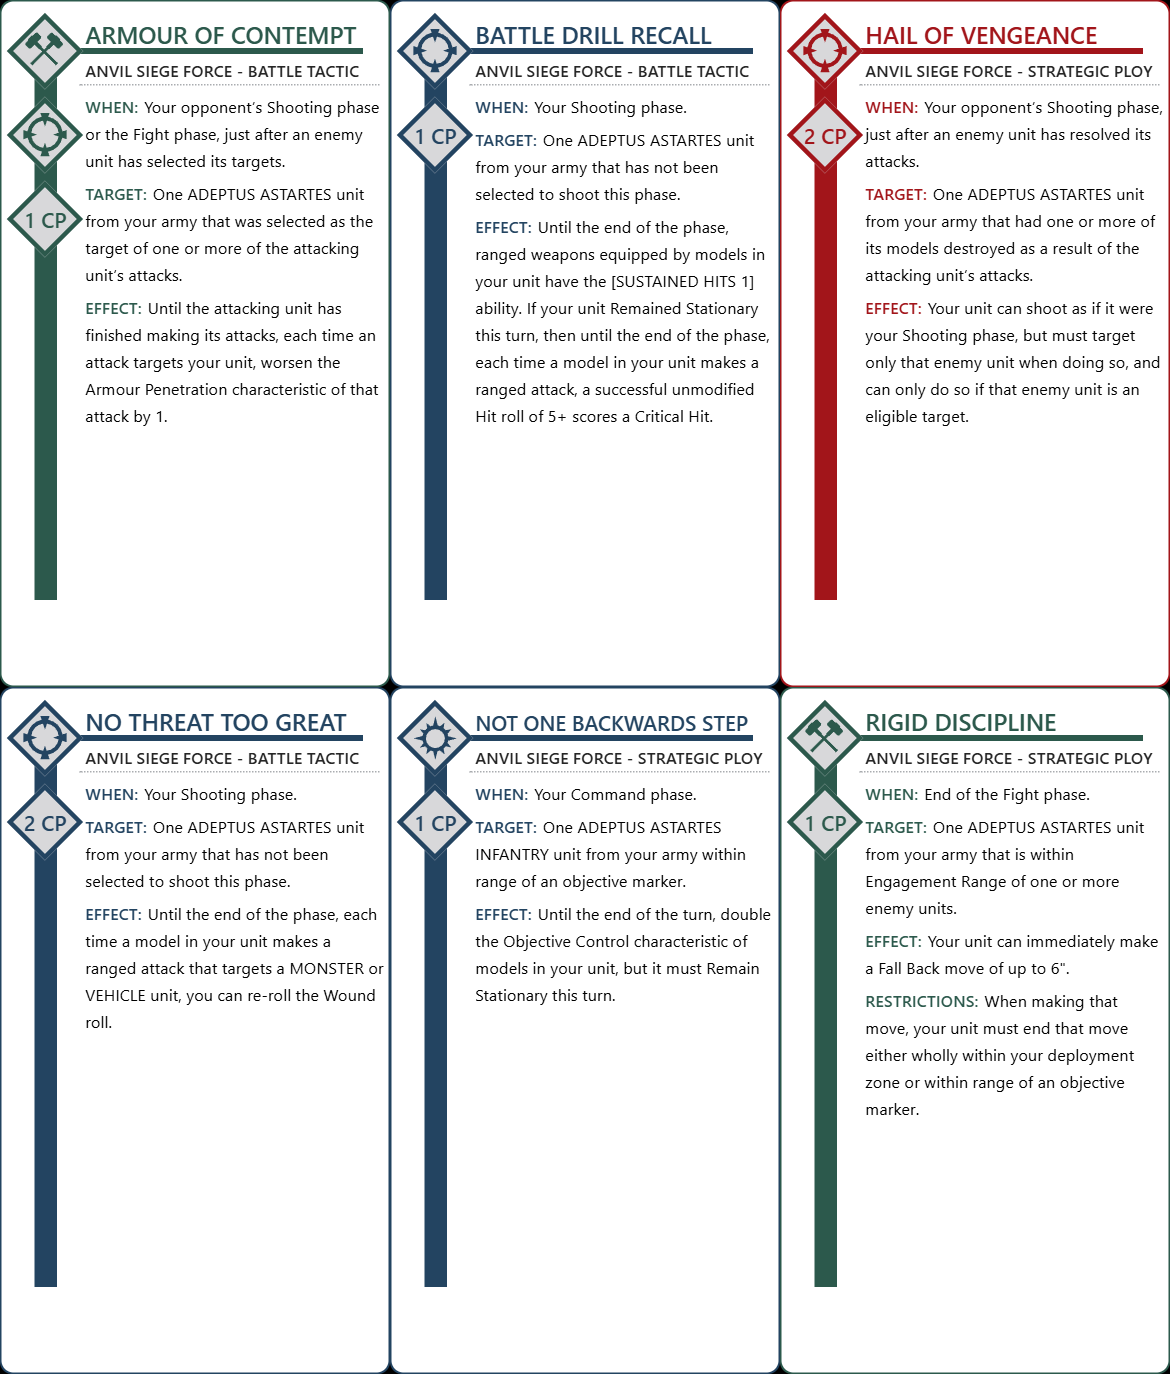 ARMOUR OF CONTEMPT
ANVIL SIEGE FORCE - BATTLE TACTIC
WHEN: Your opponent's Shooting phase
or the Fight phase, just after an enemy
unit has selected its targets.
1 CP
TARGET: One ADEPTUS ASTARTES unit
from your army that was selected as the
target of one or more of the attacking
unit's attacks.
EFFECT: Until the attacking unit has
finished making its attacks, each time an
attack targets your unit, worsen the
Armour Penetration characteristic of that
attack by 1.
BATTLE DRILL RECALL
ANVIL SIEGE FORCE - BATTLE TACTIC
WHEN: Your Shooting phase.
1 CP
TARGET: One ADEPTUS ASTARTES unit
from your army that has not been
selected to shoot this phase.
EFFECT: Until the end of the phase,
ranged weapons equipped by models in
your unit have the [SUSTAINED HITS 1]
ability. If your unit Remained Stationary
this turn, then until the end of the phase,
each time a model in your unit makes a
ranged attack, a successful unmodified
Hit roll of 5+ scores a Critical Hit.
HAIL OF VENGEANCE
ANVIL SIEGE FORCE - STRATEGIC PLOY
WHEN: Your opponent's Shooting phase,
2 CP
just after an enemy unit has resolved its
attacks.
TARGET: One ADEPTUS ASTARTES unit
from your army that had one or more of
its models destroyed as a result of the
attacking unit's attacks.
EFFECT: Your unit can shoot as if it were
your Shooting phase, but must target
only that enemy unit when doing so, and
can only do so if that enemy unit is an
eligible target.
NO THREAT TOO GREAT
ANVIL SIEGE FORCE - BATTLE TACTIC
WHEN: Your Shooting phase.
2 CP
TARGET: One ADEPTUS ASTARTES unit
from your army that has not been
selected to shoot this phase.
EFFECT: Until the end of the phase, each
time a model in your unit makes a
ranged attack that targets a MONSTER or
VEHICLE unit, you can re-roll the Wound
roll.
NOT ONE BACKWARDS STEP
ANVIL SIEGE FORCE - STRATEGIC PLOY
WHEN: Your Command phase.
1 CP
TARGET: One ADEPTUS ASTARTES
INFANTRY unit from your army within
range of an objective marker.
EFFECT: Until the end of the turn, double
the Objective Control characteristic of
models in your unit, but it must Remain
Stationary this turn.
RIGID DISCIPLINE
ANVIL SIEGE FORCE - STRATEGIC PLOY
WHEN: End of the Fight phase.
1 CP
TARGET: One ADEPTUS ASTARTES unit
from your army that is within
Engagement Range of one or more
enemy units.
EFFECT: Your unit can immediately make
a Fall Back move of up to 6".
RESTRICTIONS: When making that
move, your unit must end that move
either wholly within your deployment
zone or within range of an objective
marker.